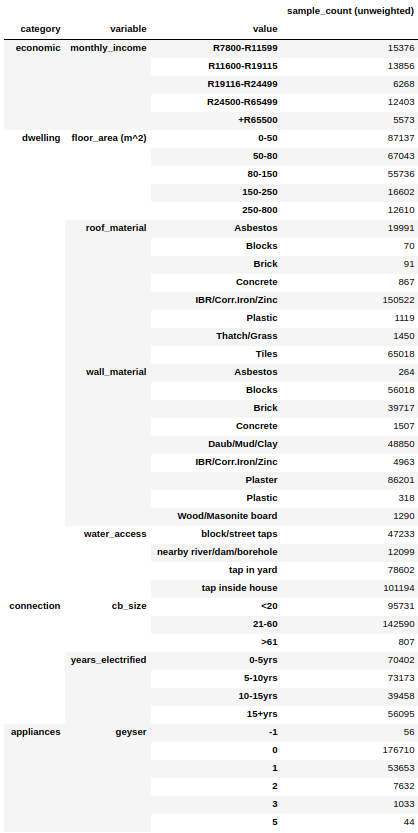 sample_count (unweighted)
category variable value
economic monthly_income R7800-R11599 15376
R11600-R19115 13856
R19116-R24499 6268
R24500-R65499 12403
+R65500 5573
dwelling floor_area (m^2) 0-50 87137
50-80 67043
80-150 55736
150-250 16602
250-800 12610
roof_material Asbestos 19991
Blocks 70
Brick 91
Concrete 867
IBR/Corr.Iron/Zinc 150522
Plastic 1119
Thatch/Grass 1450
Tiles 65018
wall_material Asbestos 264
Blocks 56018
Brick 39717
Concrete 1507
Daub/Mud/Clay 48850
IBR/Corr.Iron/Zinc 4963
Plaster 86201
Plastic 318
Wood/Masonite board 1290
water_access block/street taps 47233
nearby river/dam/borehole 12099
tap in yard 78602
tap inside house 101194
connection cb_size <20 95731
21-60 142590
>61 807
years_electrified 0-5yrs 70402
5-10yrs 73173
10-15yrs 39458
15+yrs 56095
appliances geyser -1 56
0 176710
1 53653
2 7632
3 1033
5 44